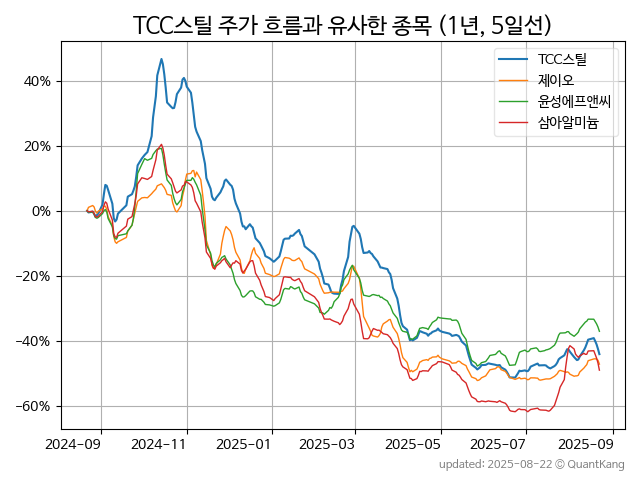 TCC스틸 주가 흐름과 유사한 종목 (1년, 5일선)
TCC스틸
제이오
윤성에프앤씨
삼아알미늄
40%
20%
0%
−20%
−40%
−60%
2024-09 2024-11 2025-01 2025-03 2025-05 2025-07 2025-09
updated: 2025-08-22 © QuantKang